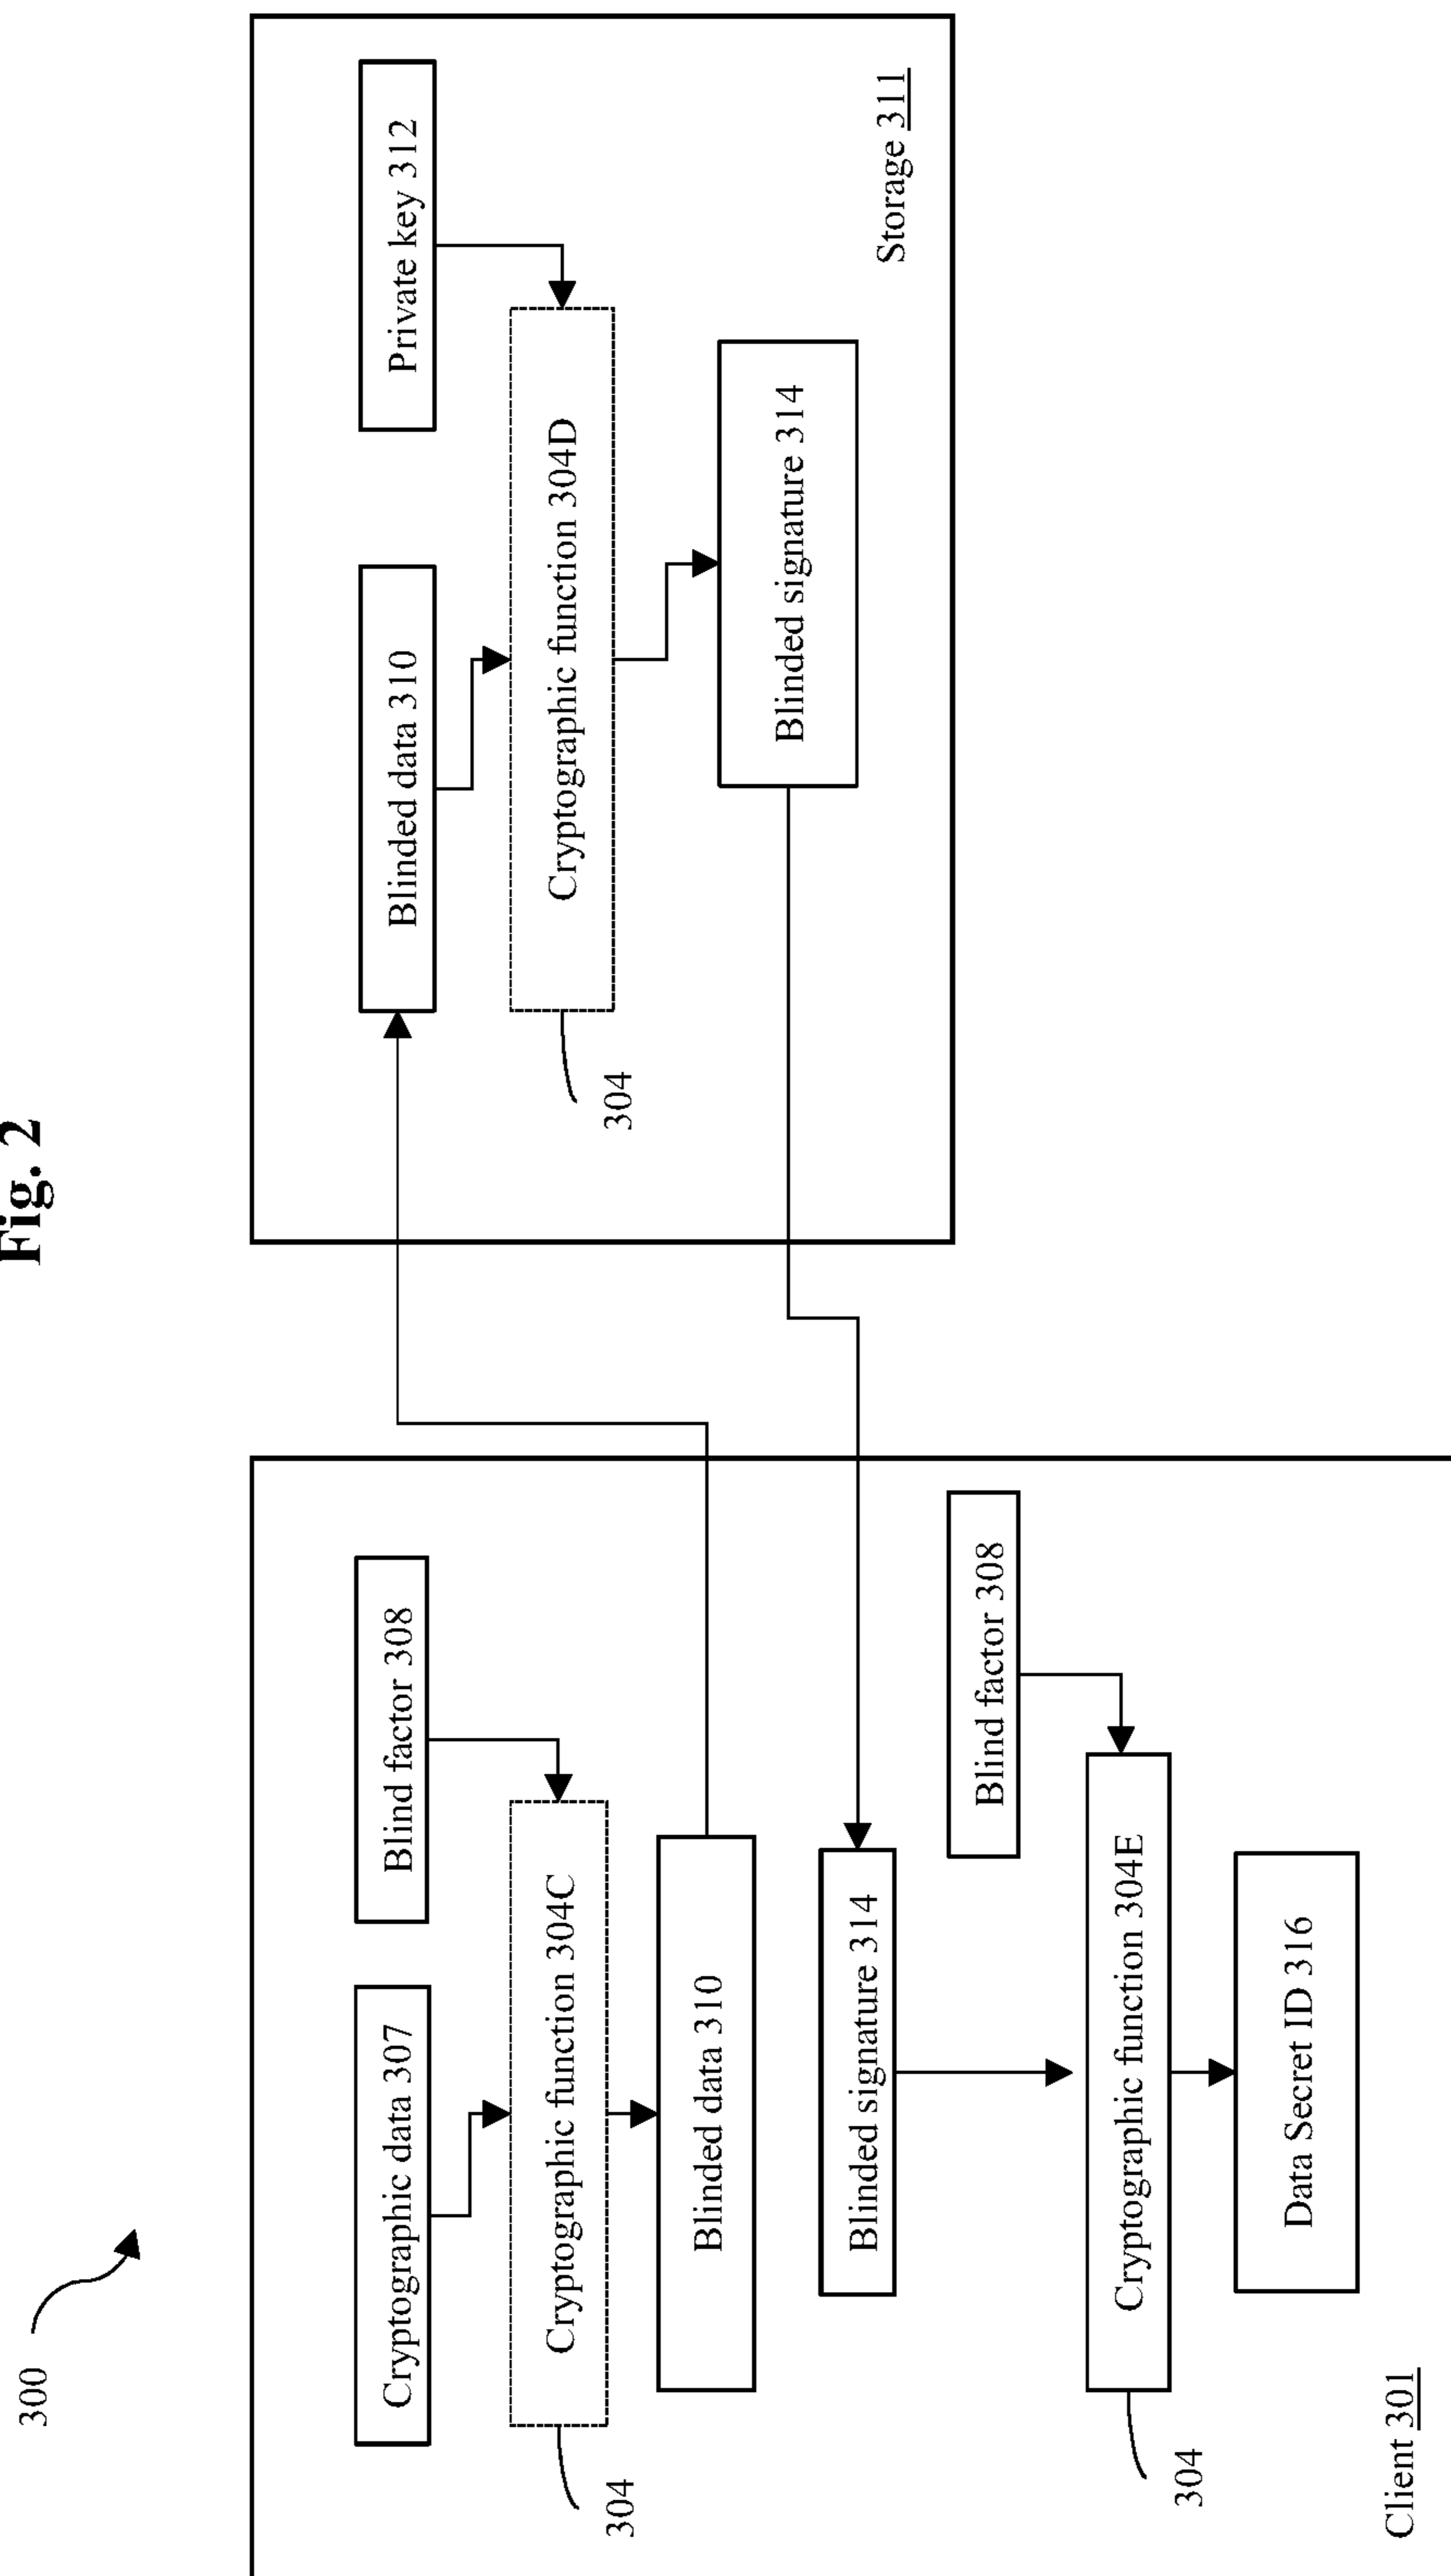 Fig. 2
300
Cryptographic data 307
Blind factor 308
Cryptographic function 304C
304
Blinded data 310
Blinded signature 314
Blind factor 308
Cryptographic function 304E
304
Data Secret ID 316
Client 301
Blinded data 310
Private key 312
Cryptographic function 304D
304
Blinded signature 314
Storage 311